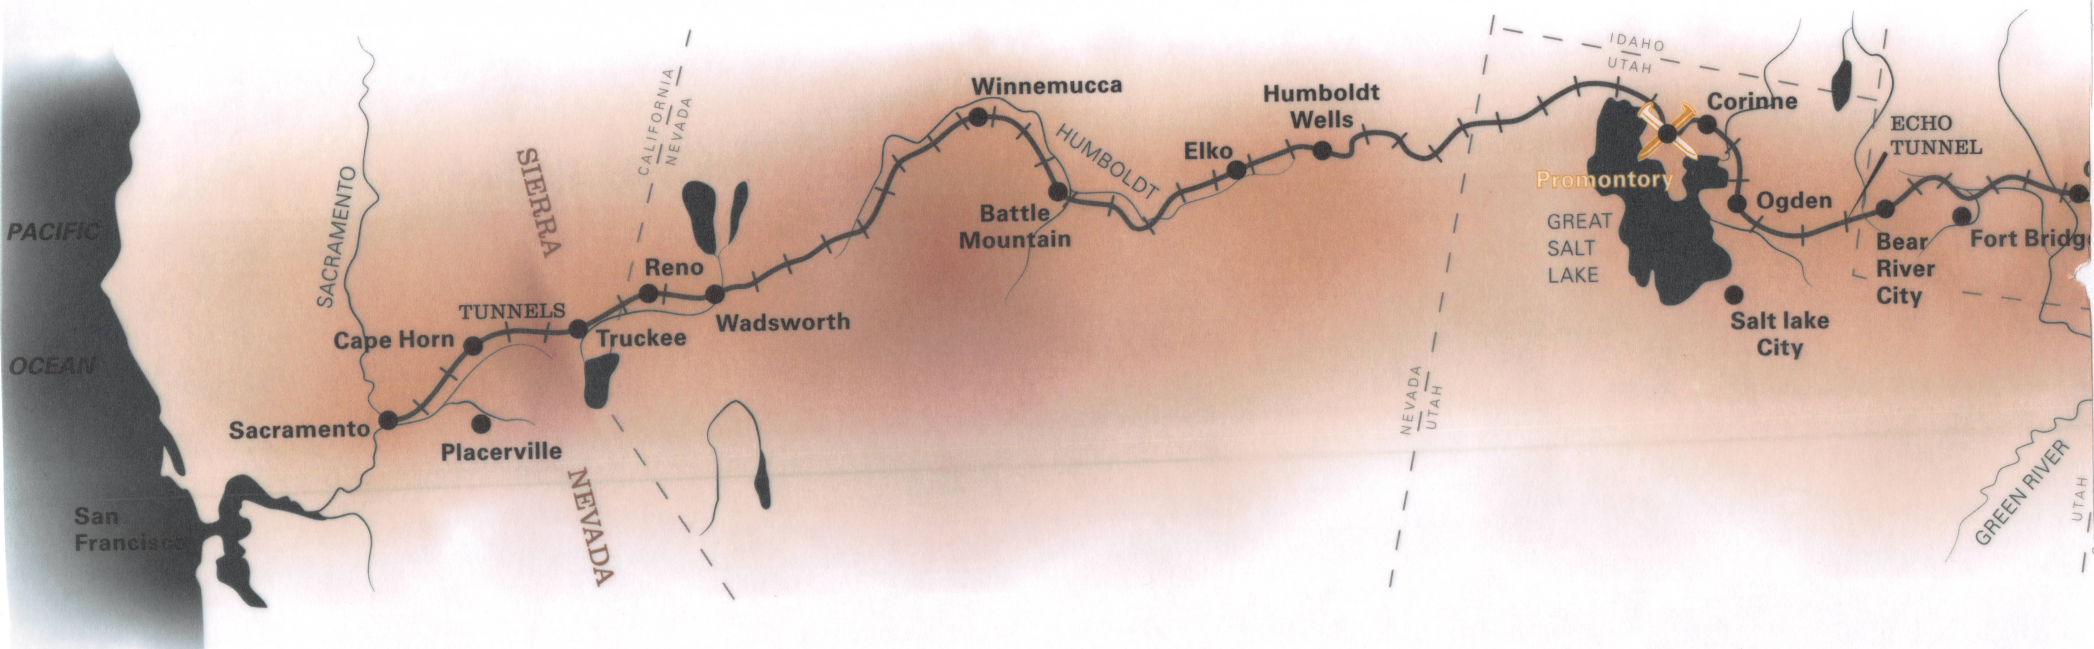 PACIFIC
OCEAN
San
Francisco
SACRAMENTO
Sacramento
Cape Horn
TUNNELS
Placerville
SIERRA
NEVADA
CALIFORNIA
NEVADA
Truckee
Reno
Wadsworth
Winnemucca
HUMBOLDT
Battle
Mountain
Elko
Humboldt
Wells
NEVADA
UTAH
IDAHO
UTAH
Promontory
GREAT
SALT
LAKE
Corinne
Ogden
Salt lake
City
ECHO
TUNNEL
Bear
River
City
Fort Bridg
GREEN RIVER
UTAH